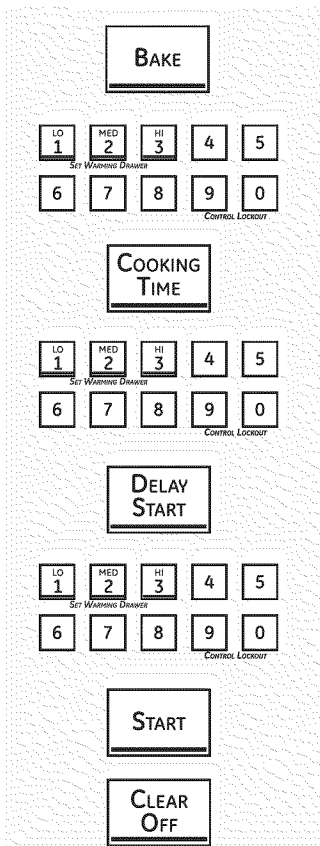 BAKE
LO MED HI
1 2 3 4 5
SET WARMING DRAWER
6 7 8 9 0
CONTROL LOCKOUT
COOKING
TIME
LO MED HI
1 2 3 4 5
SET WARMING DRAWER
6 7 8 9 0
CONTROL LOCKOUT
DELAY
START
LO MED HI
1 2 3 4 5
SET WARMING DRAWER
6 7 8 9 0
CONTROL LOCKOUT
START
CLEAR
OFF